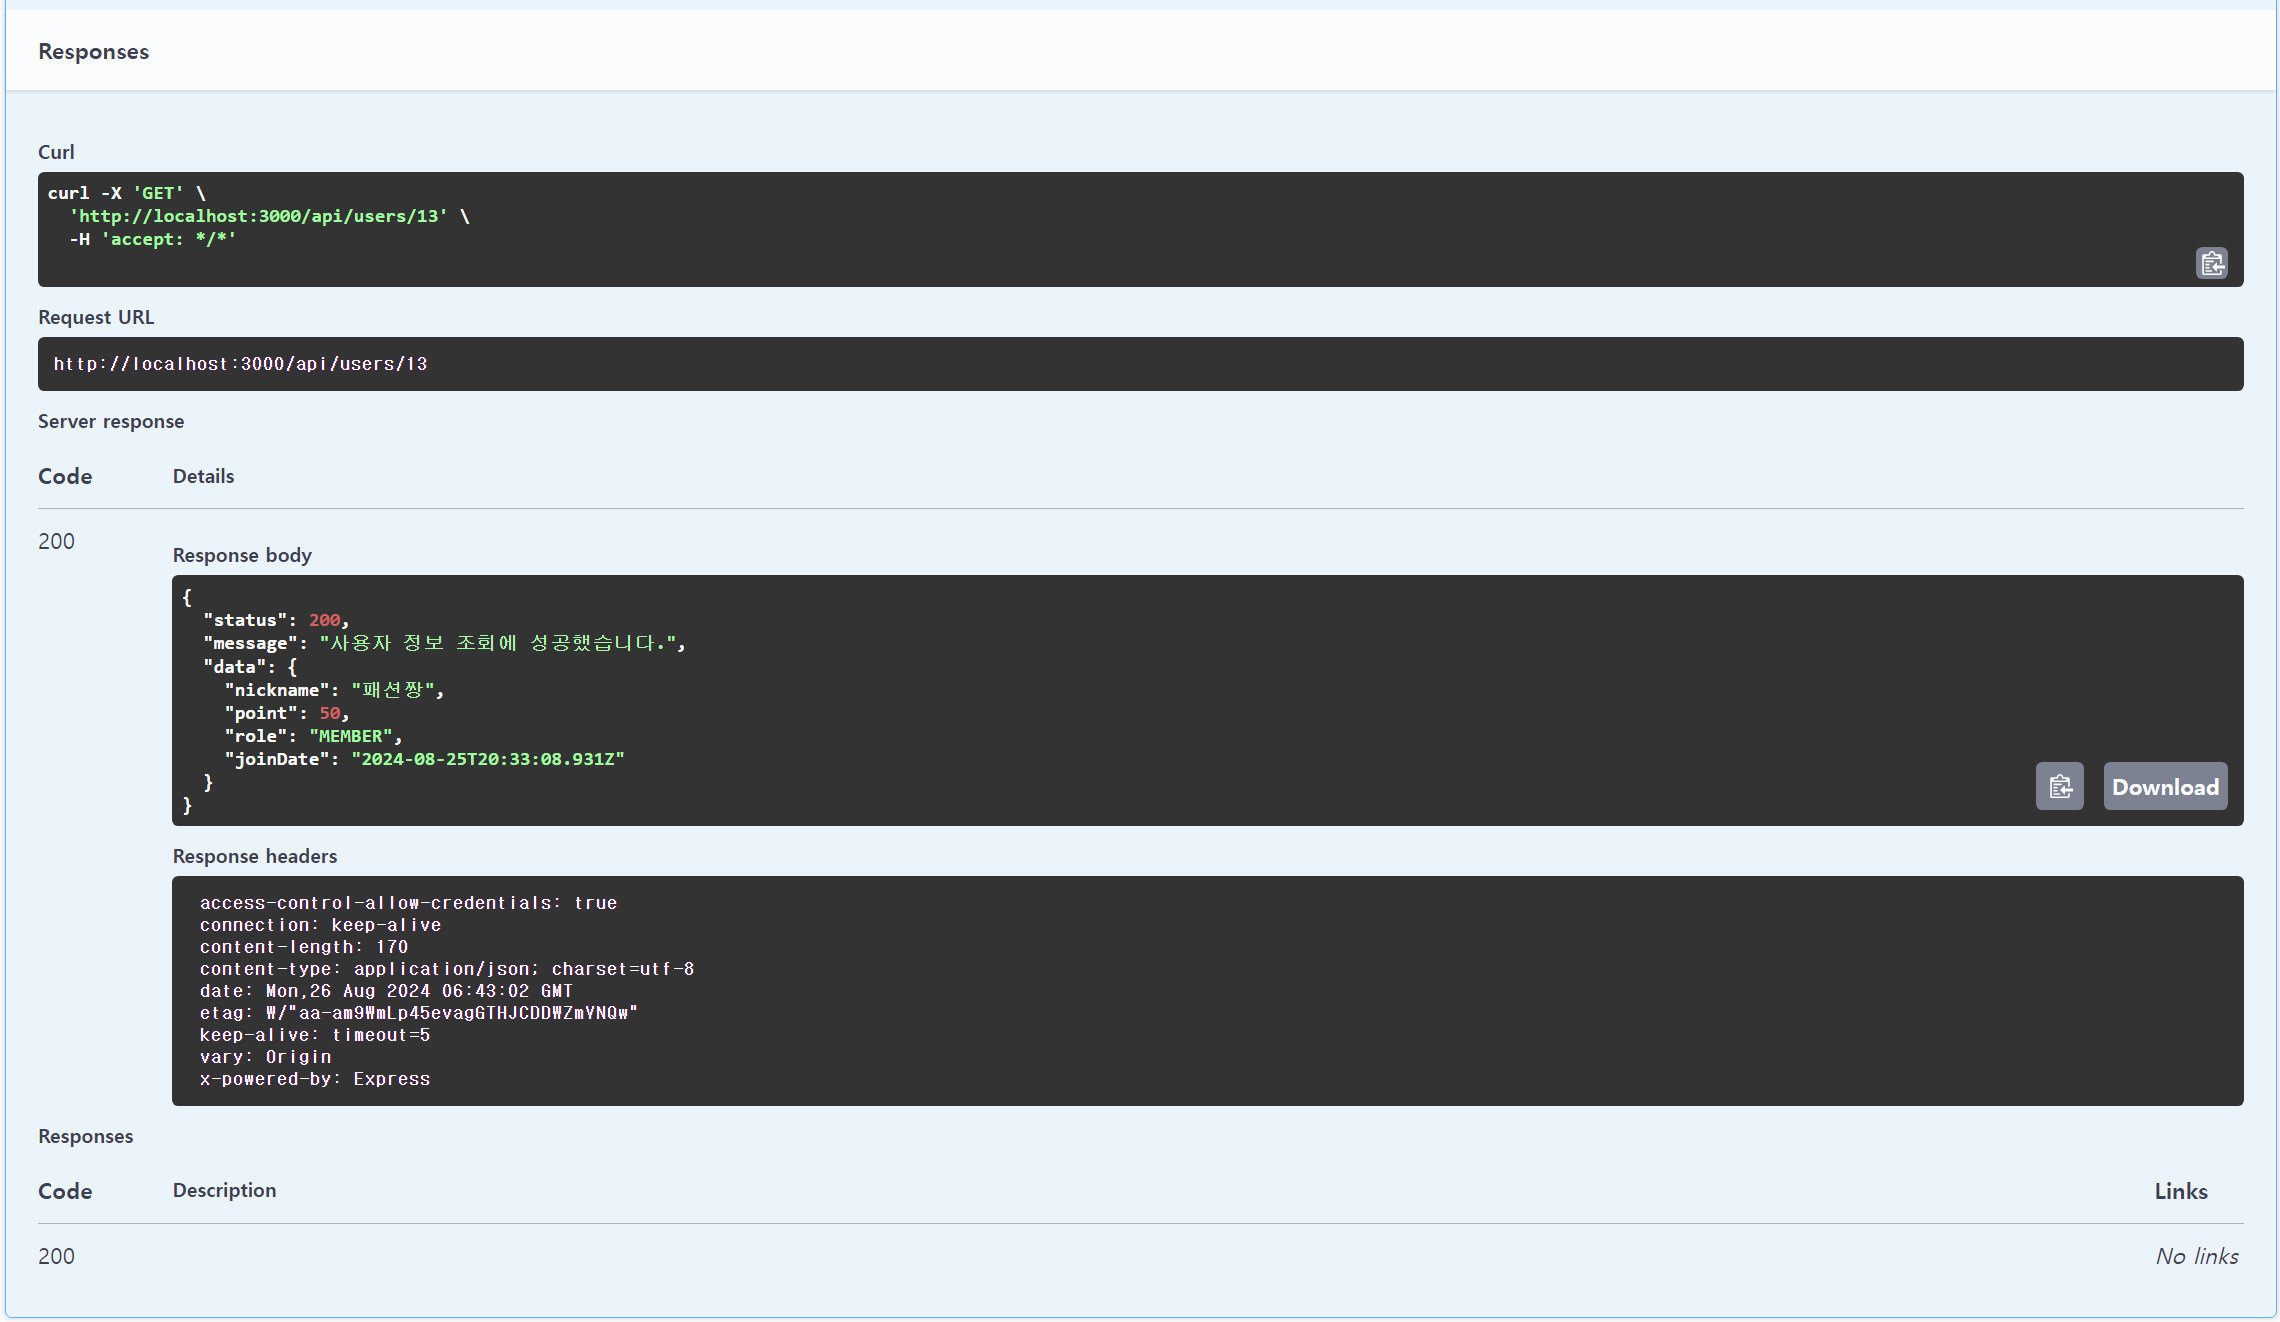 Responses
Curl
curl -X 'GET' \
  'http://localhost:3000/api/users/13' \
  -H 'accept: */*'
Request URL
http://localhost:3000/api/users/13
Server response
Code Details
200
Response body
{
  "status": 200,
  "message": "사용자 정보 조회에 성공했습니다.",
  "data": {
    "nickname": "패션짱",
    "point": 50,
    "role": "MEMBER",
    "joinDate": "2024-08-25T20:33:08.931Z"
  }
}
Download
Response headers
access-control-allow-credentials: true
connection: keep-alive
content-length: 170
content-type: application/json; charset=utf-8
date: Mon,26 Aug 2024 06:43:02 GMT
etag: W/"aa-am9WmLp45evagGTHJCDDWZmYNQw"
keep-alive: timeout=5
vary: Origin
x-powered-by: Express
Responses
Code Description Links
200 No links